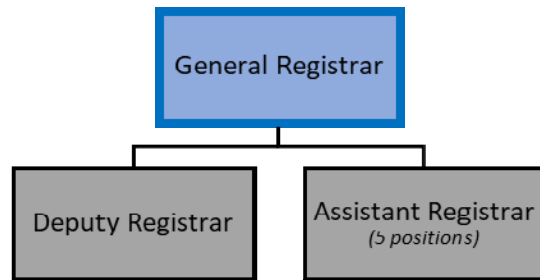 General Registrar
Deputy Registrar
Assistant Registrar
(5 positions)